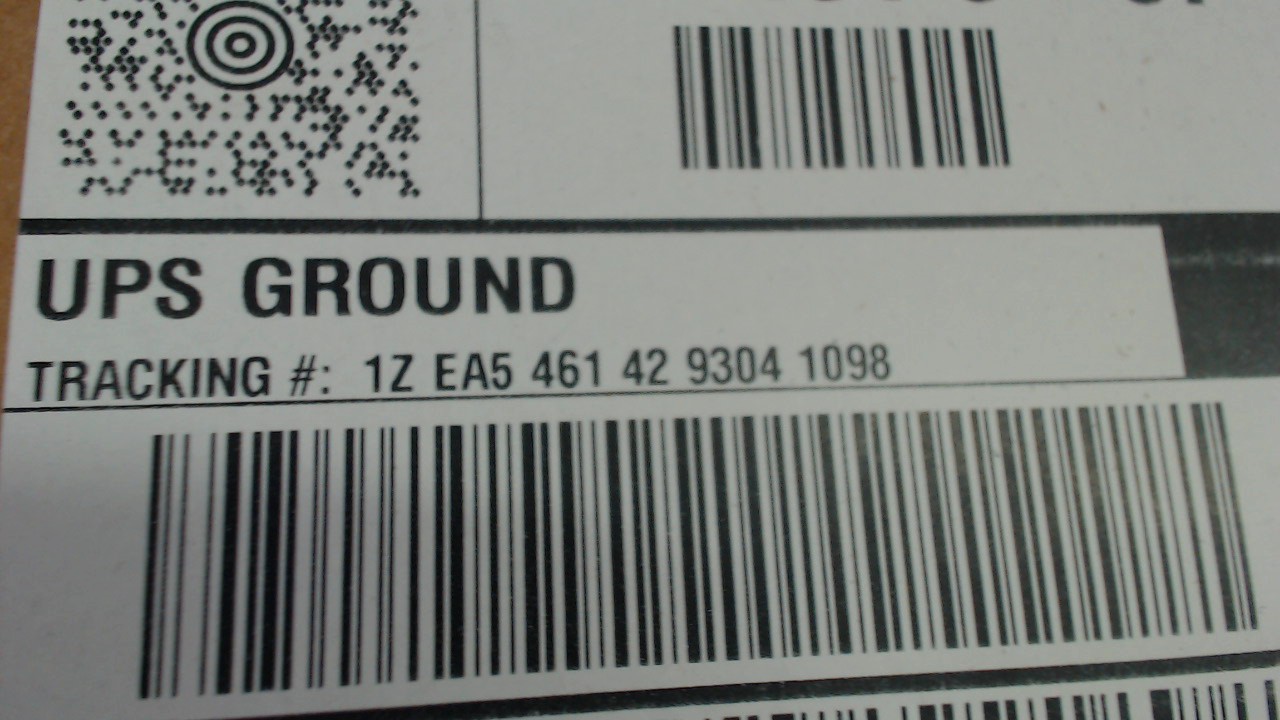 UPS GROUND
TRACKING #: 1Z EA5 461 42 9304 1098